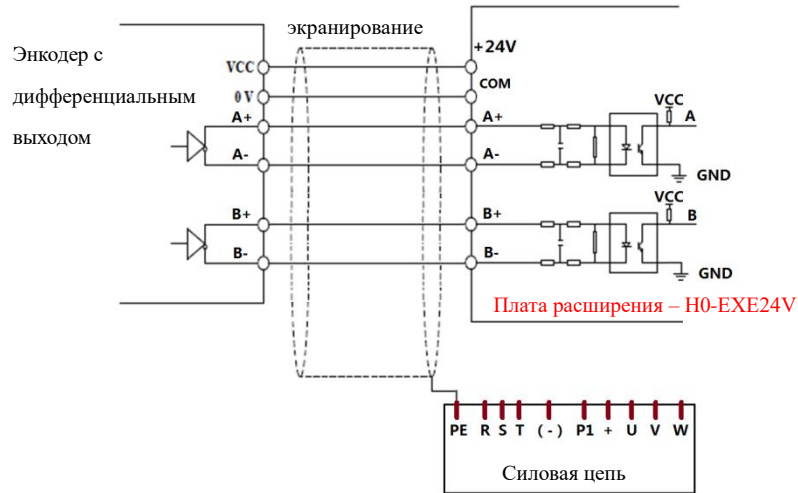 экранирование
Энкодер с
дифференциальным
выходом
VCC
+24V
0 V
COM
A+
A+
VCC
A
A-
A-
GND
B+
B+
VCC
B
B-
B-
GND
Плата расширения – H0-EXE24V
PE R S T (-) P1 + U V W
Силовая цепь